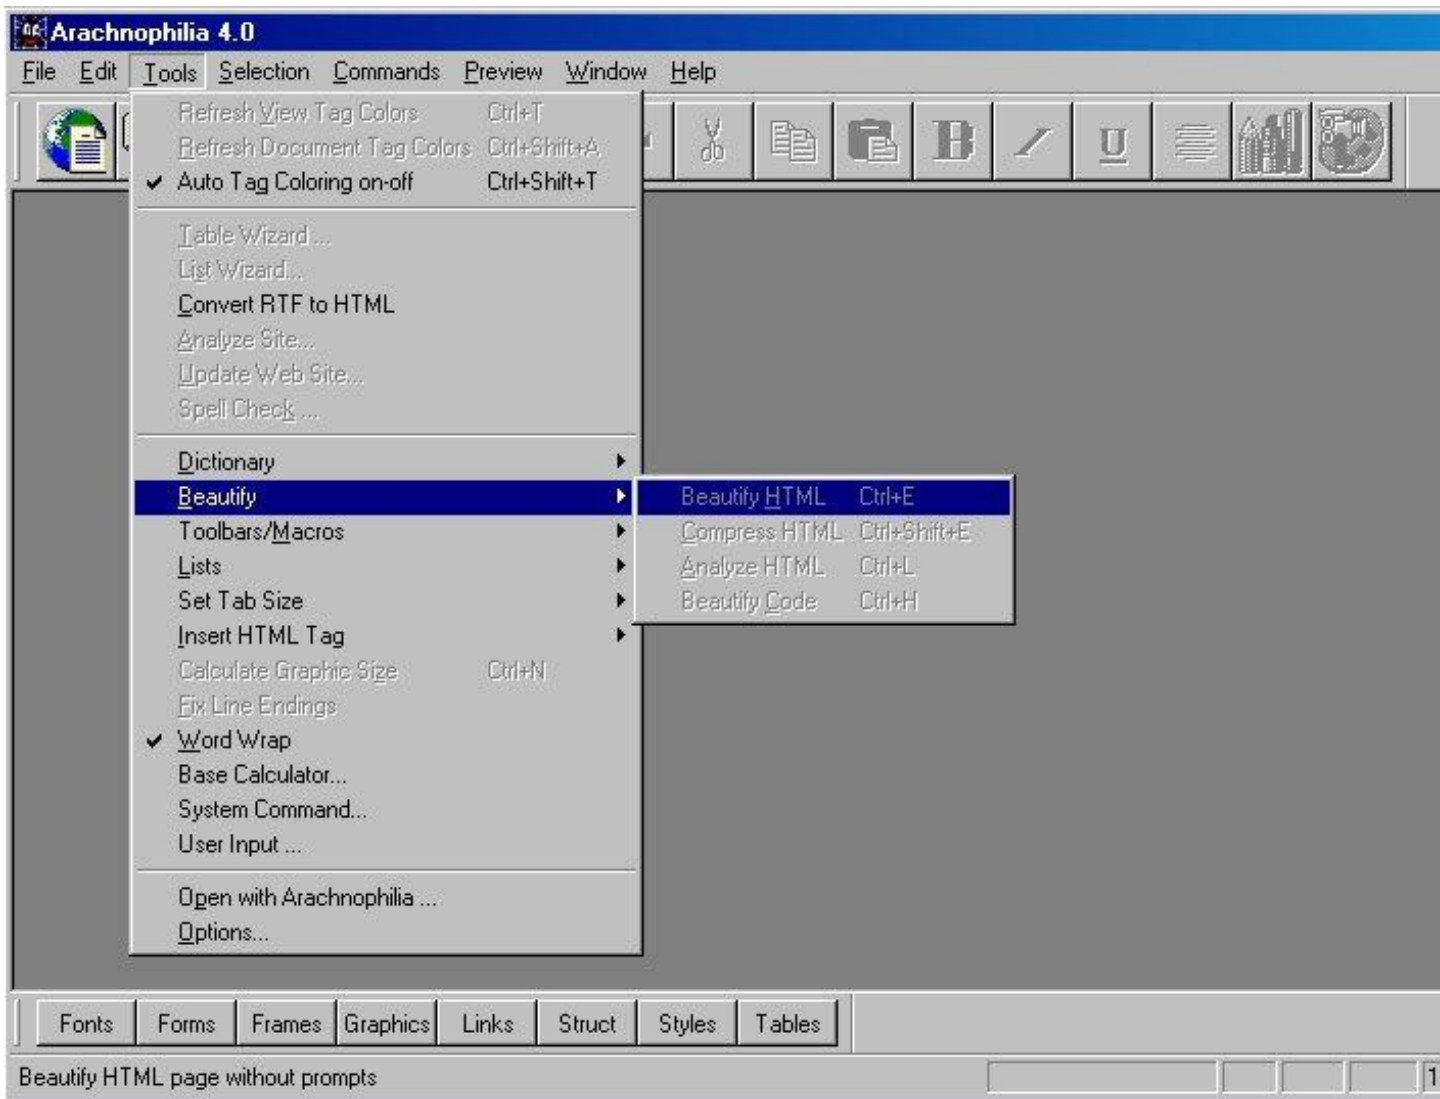 Arachnophilia 4.0
File Edit Tools Selection Commands Preview Window Help
Refresh View Tag Colors Ctrl+T
Refresh Document Tag Colors Ctrl+Shift+A
Auto Tag Coloring on-off Ctrl+Shift+T
B I U
Table Wizard ...
List Wizard...
Convert RTF to HTML
Analyze Site...
Update Web Site...
Spell Check ...
Dictionary
Beautify
Toolbars/Macros
Lists
Set Tab Size
Insert HTML Tag
Calculate Graphic Size Ctrl+N
Fix Line Endings
Word Wrap
Base Calculator...
System Command...
User Input ...
Open with Arachnophilia ...
Options...
Beautify HTML Ctrl+E
Compress HTML Ctrl+Shift+E
Analyze HTML Ctrl+L
Beautify Code Ctrl+H
Fonts Forms Frames Graphics Links Struct Styles Tables
Beautify HTML page without prompts 1